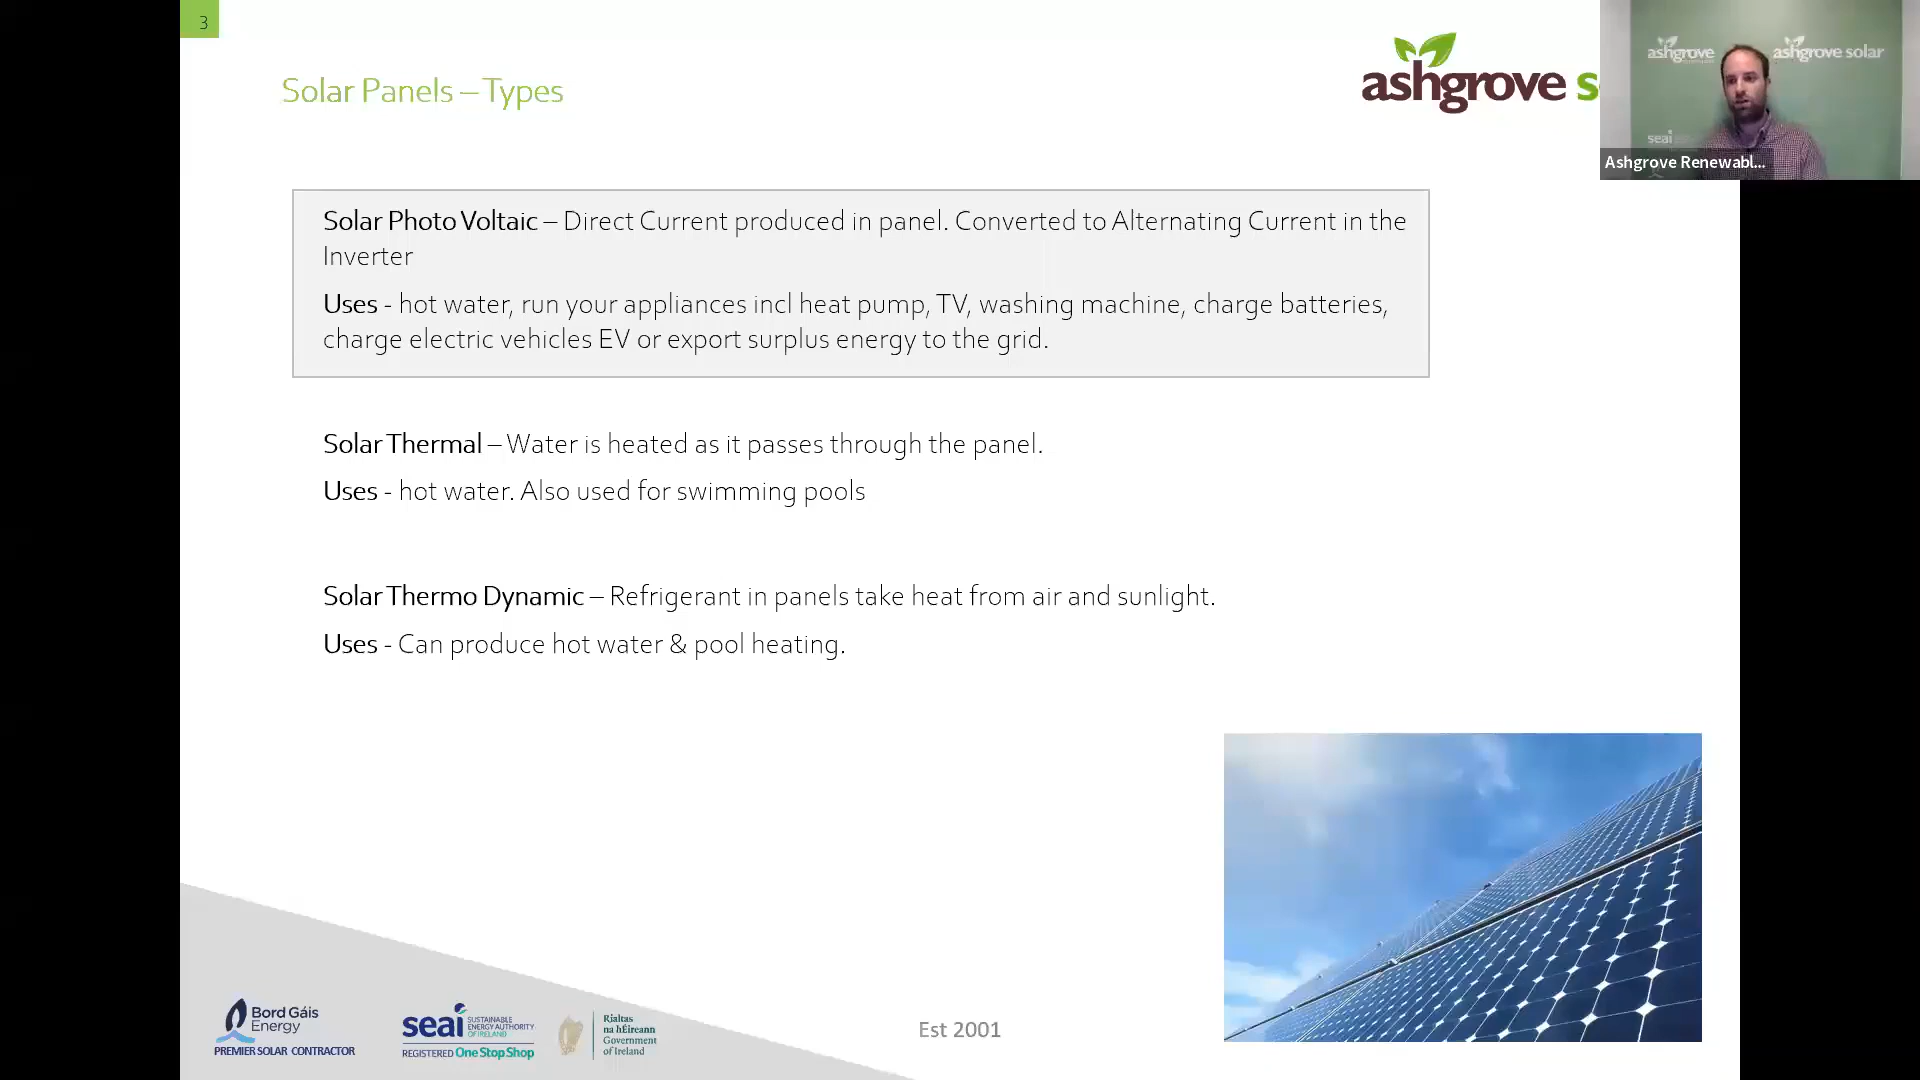 3
Solar Panels – Types
ashgrove s
ashgrove
ashgrove solar
seai
Ashgrove Renewabl...
Solar Photo Voltaic – Direct Current produced in panel. Converted to Alternating Current in the
Inverter
Uses - hot water, run your appliances incl heat pump, TV, washing machine, charge batteries,
charge electric vehicles EV or export surplus energy to the grid.
Solar Thermal – Water is heated as it passes through the panel.
Uses - hot water. Also used for swimming pools
Solar Thermo Dynamic – Refrigerant in panels take heat from air and sunlight.
Uses - Can produce hot water & pool heating.
Bord Gáis
Energy
PREMIER SOLAR CONTRACTOR
seai SUSTAINABLE
ENERGY AUTHORITY
OF IRELAND
REGISTERED One Stop Shop
Rialtas
na hÉireann
Government
of Ireland
Est 2001